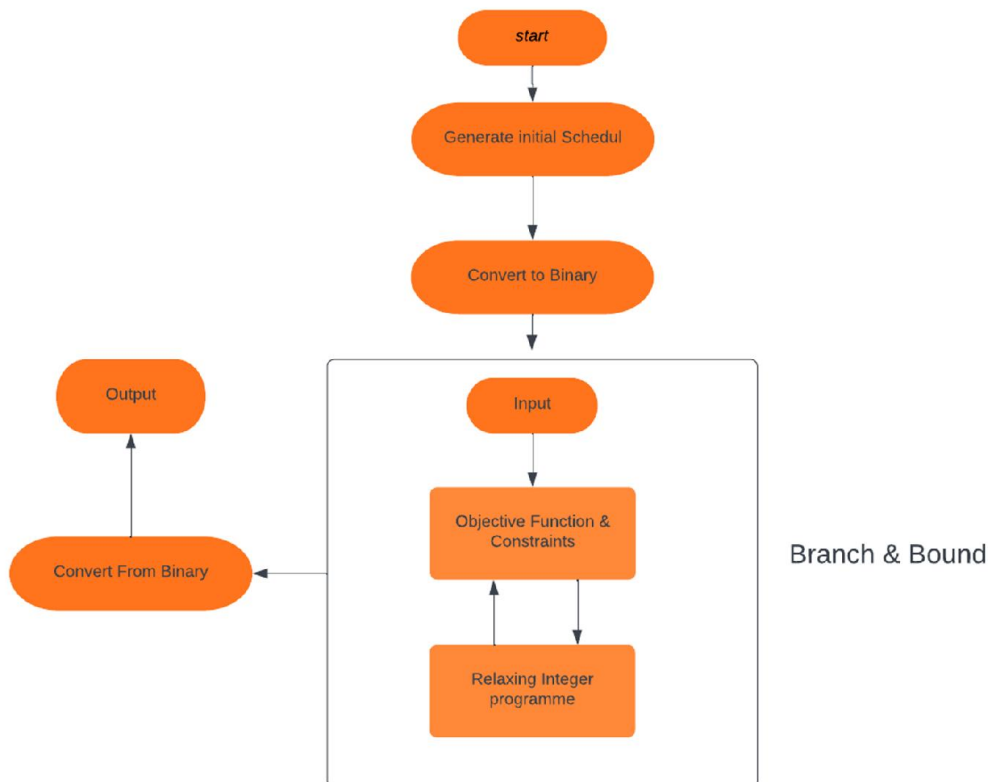 start
Generate initial Schedul
Convert to Binary
Output
Input
Objective Function &
Constraints
Convert From Binary
Branch & Bound
Relaxing Integer
programme